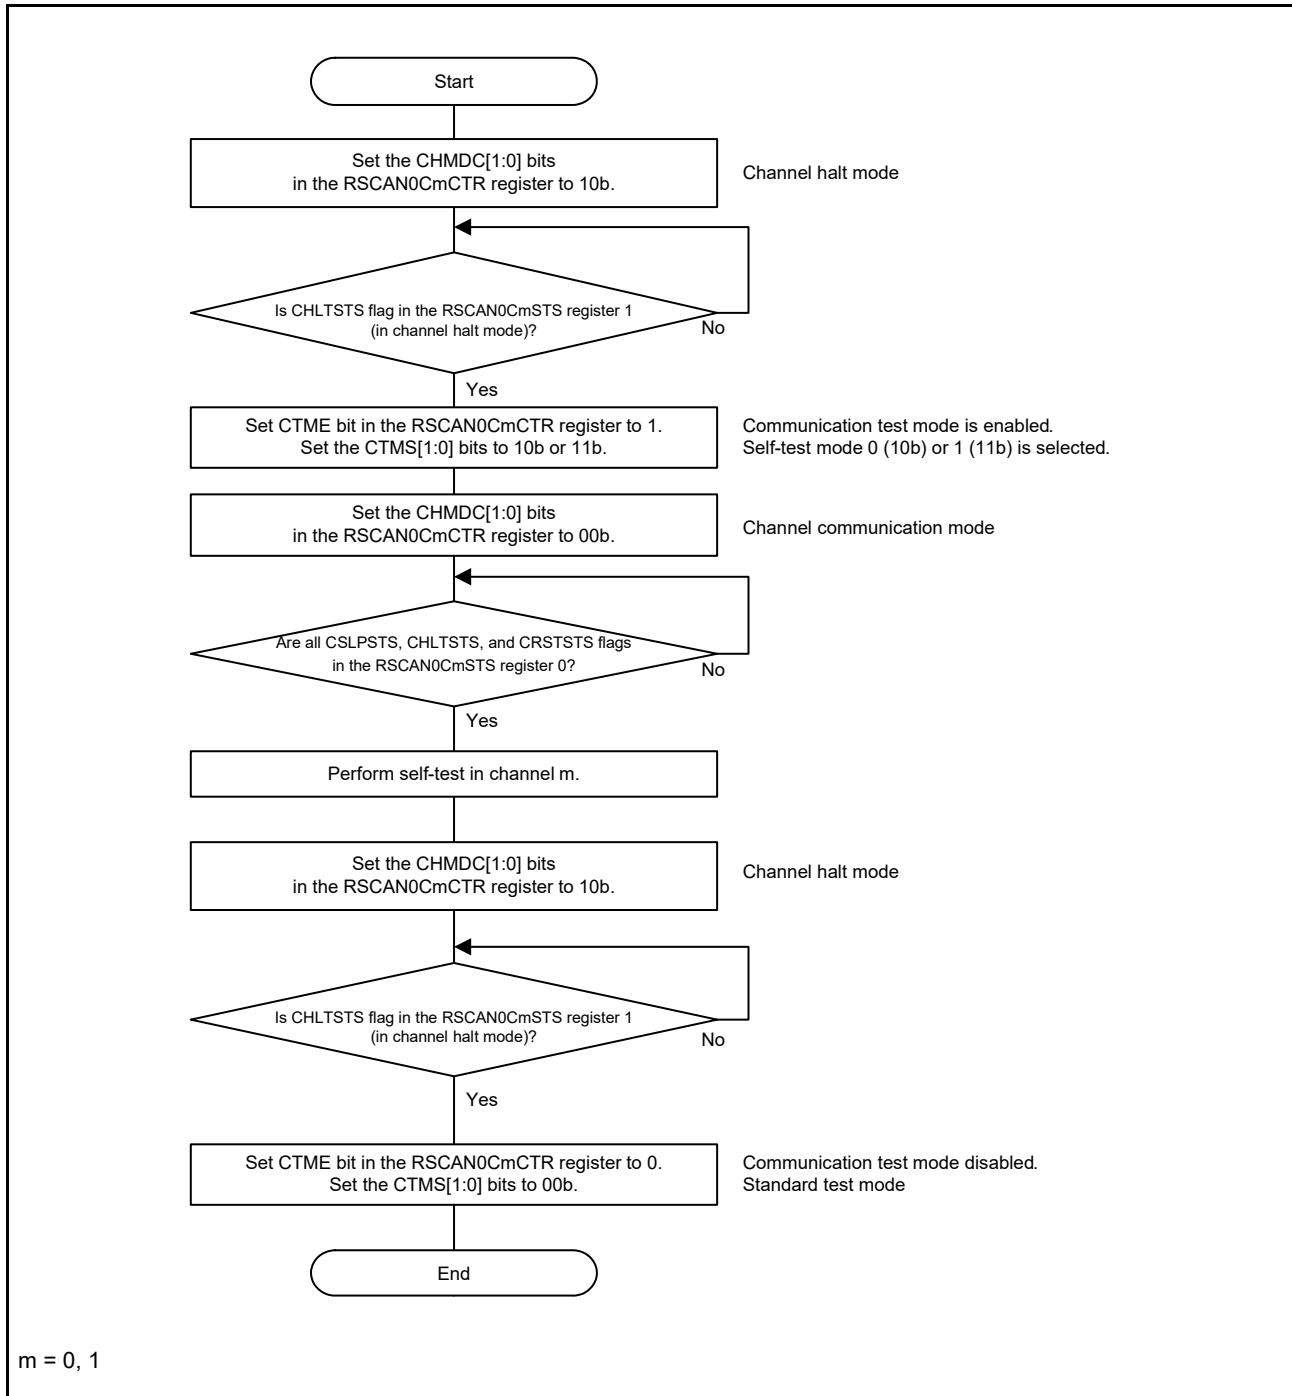 Start
Set the CHMDC[1:0] bits
in the RSCAN0CmCTR register to 10b.
Channel halt mode
Is CHLTSTS flag in the RSCAN0CmSTS register 1
(in channel halt mode)?
No
Yes
Set CTME bit in the RSCAN0CmCTR register to 1.
Set the CTMS[1:0] bits to 10b or 11b.
Communication test mode is enabled.
Self-test mode 0 (10b) or 1 (11b) is selected.
Set the CHMDC[1:0] bits
in the RSCAN0CmCTR register to 00b.
Channel communication mode
Are all CSLPSTS, CHLTSTS, and CRSTSTS flags
in the RSCAN0CmSTS register 0?
No
Yes
Perform self-test in channel m.
Set the CHMDC[1:0] bits
in the RSCAN0CmCTR register to 10b.
Channel halt mode
Is CHLTSTS flag in the RSCAN0CmSTS register 1
(in channel halt mode)?
No
Yes
Set CTME bit in the RSCAN0CmCTR register to 0.
Set the CTMS[1:0] bits to 00b.
Communication test mode disabled.
Standard test mode
End
m = 0, 1